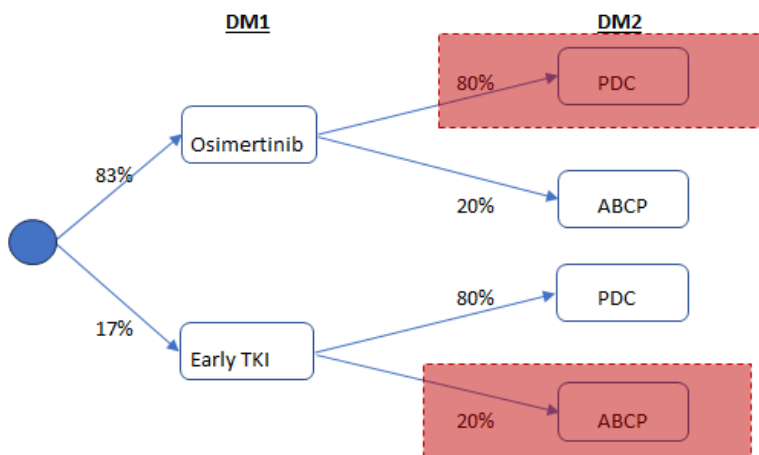 DM1 DM2
80% PDC
Osimertinib
83%
20% ABCP
80% PDC
17%
Early TKI
20% ABCP